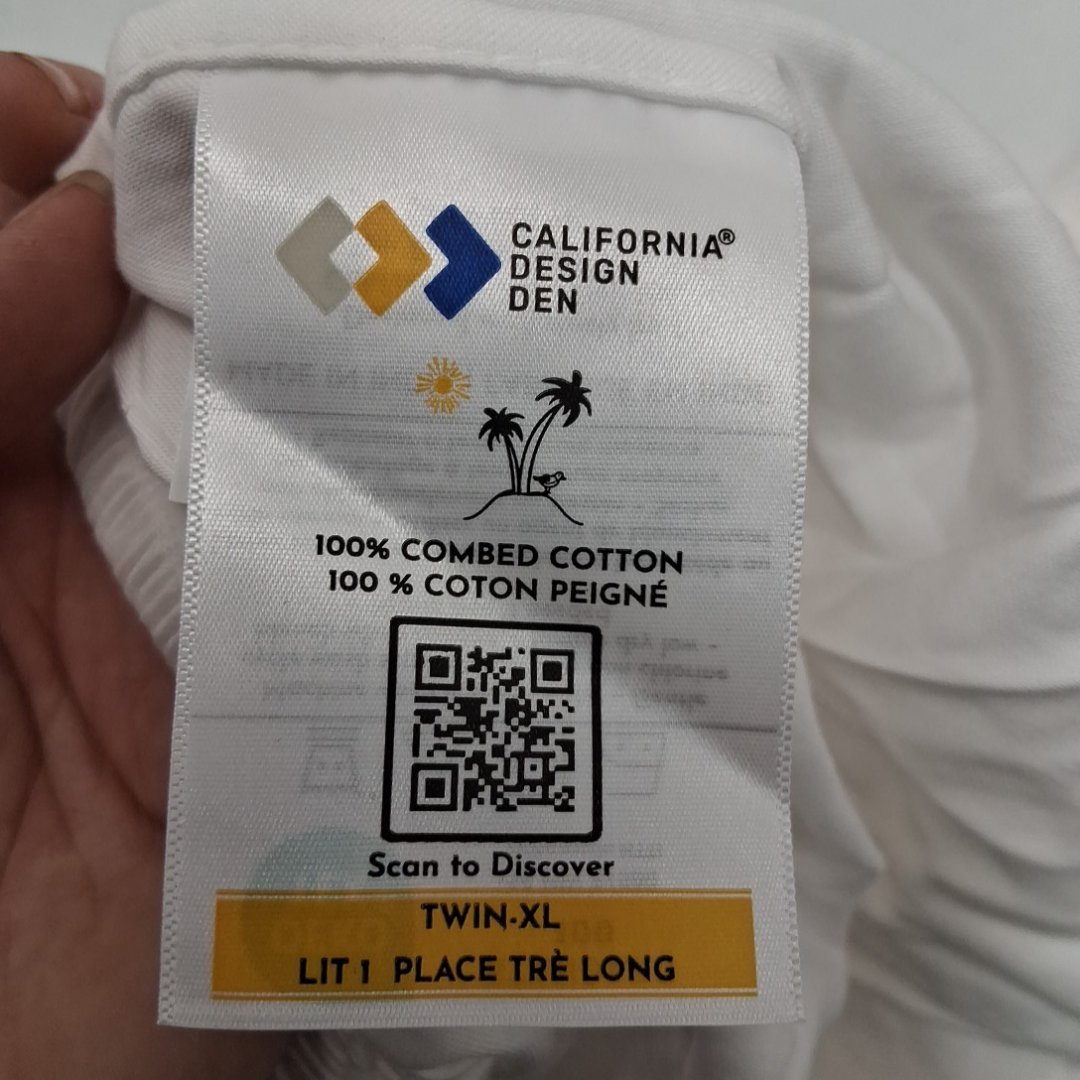 CALIFORNIA®
DESIGN
DEN
100% COMBED COTTON
100 % COTON PEIGNÉ
Scan to Discover
TWIN-XL
LIT 1 PLACE TRÈ LONG